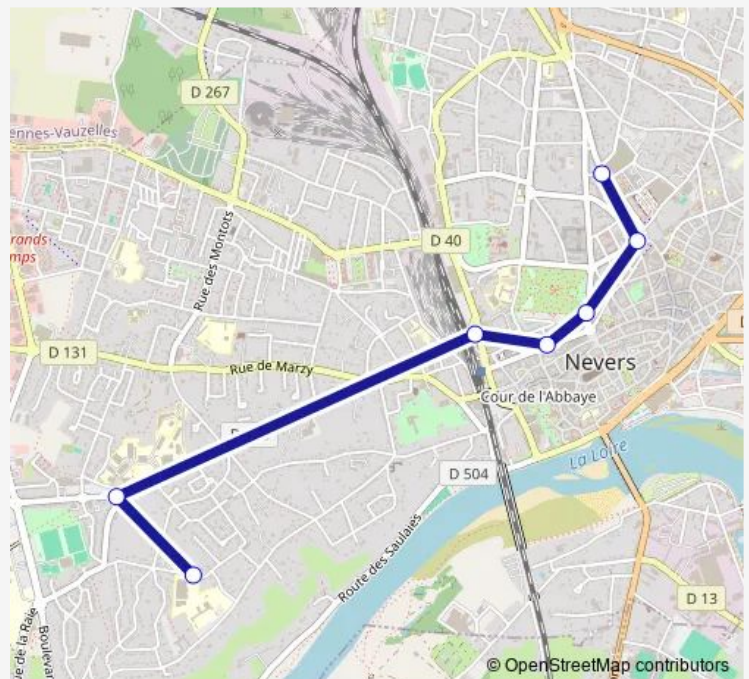 D 267
ennes-Vauzelles
Rue des Montots
rands
mps
D 40
D 131
Rue de Marzy
Nevers
Cour de l'Abbaye
La Loire
D 504
Route des Saulaies
D 13
e de la Raie
Boulevar
© OpenStreetMap contributors